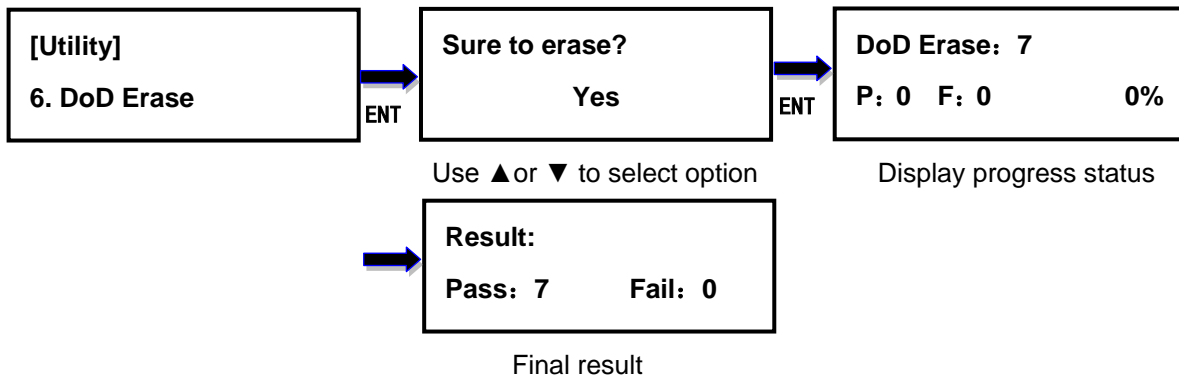 [Utility]
6. DoD Erase
ENT
Sure to erase?
Yes
ENT
DoD Erase：7
P：0 F：0 0%
Use ▲or ▼ to select option
Display progress status
Result:
Pass：7 Fail：0
Final result